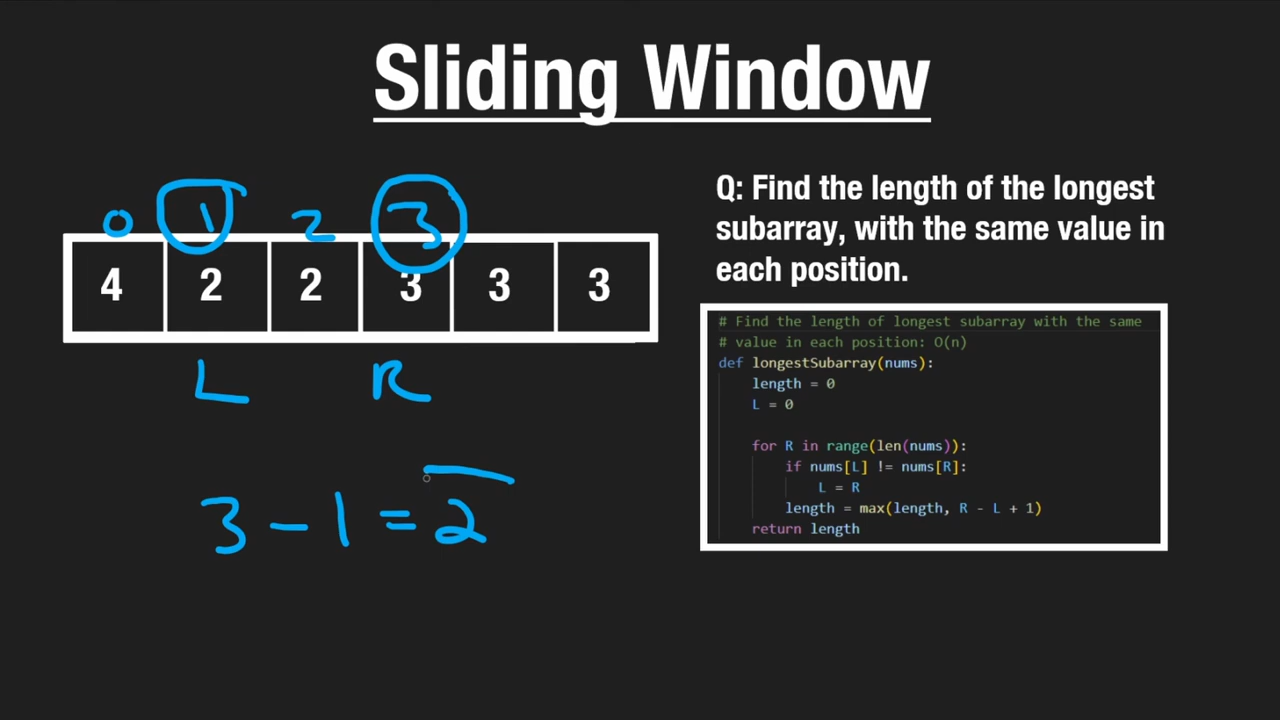 Sliding Window
0 1 2 3
4 2 2 3 3 3
L R
3 - 1 = 2
Q: Find the length of the longest
subarray, with the same value in
each position.
# Find the length of longest subarray with the same
# value in each position: O(n)
def longestSubarray(nums):
length = 0
L = 0
for R in range(len(nums)):
if nums[L] != nums[R]:
L = R
length = max(length, R - L + 1)
return length